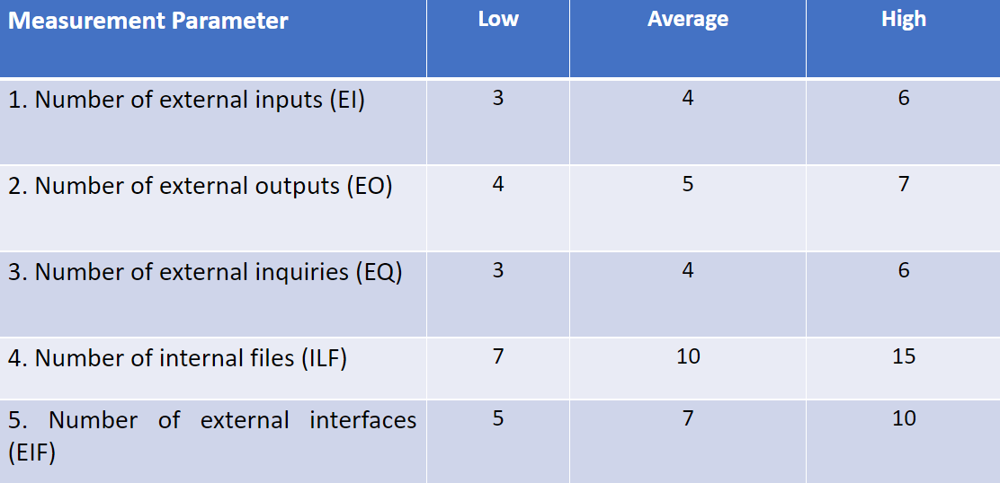 Measurement Parameter Low Average High
1. Number of external inputs (EI) 3 4 6
2. Number of external outputs (EO) 4 5 7
3. Number of external inquiries (EQ) 3 4 6
4. Number of internal files (ILF) 7 10 15
5. Number of external interfaces 5 7 10
(EIF)